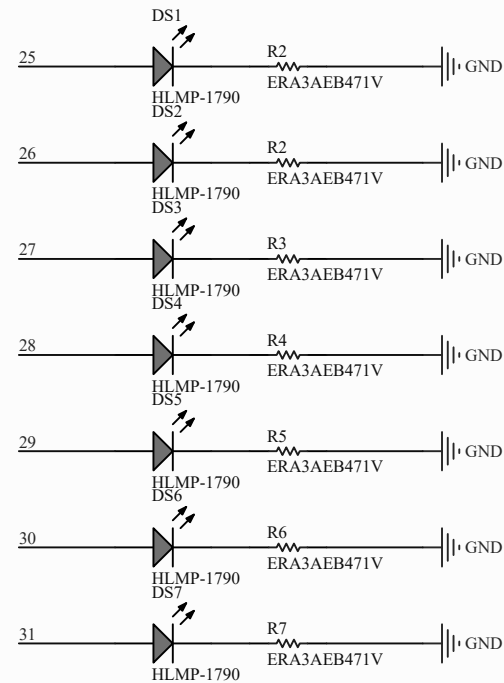 DS1
25
R2
GND
ERA3AEB471V
HLMP-1790
DS2
26
R2
GND
ERA3AEB471V
HLMP-1790
DS3
27
R3
GND
ERA3AEB471V
HLMP-1790
DS4
28
R4
GND
ERA3AEB471V
HLMP-1790
DS5
29
R5
GND
ERA3AEB471V
HLMP-1790
DS6
30
R6
GND
ERA3AEB471V
HLMP-1790
DS7
31
R7
GND
ERA3AEB471V
HLMP-1790